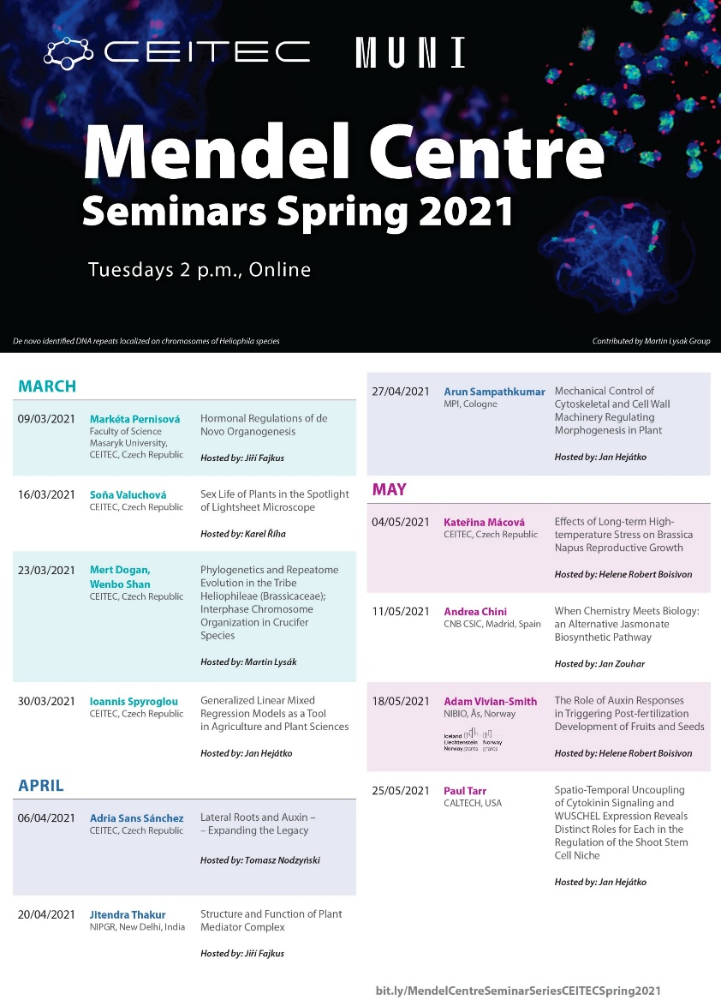 CEITEC MUNI
Mendel Centre
Seminars Spring 2021
Tuesdays 2 p.m., Online
De novo identified DNA repeats localized on chromosomes of Heliophila species
Contributed by Martin Lysak Group
MARCH
09/03/2021
Markéta Pernisová
Faculty of Science
Masaryk University,
CEITEC, Czech Republic
Hormonal Regulations of de
Novo Organogenesis
Hosted by: Jiří Fajkus
16/03/2021
Soňa Valuchová
CEITEC, Czech Republic
Sex Life of Plants in the Spotlight
of Lightsheet Microscope
Hosted by: Karel Říha
23/03/2021
Mert Dogan,
Wenbo Shan
CEITEC, Czech Republic
Phylogenetics and Repeatome
Evolution in the Tribe
Heliophileae (Brassicaceae);
Interphase Chromosome
Organization in Crucifer
Species
Hosted by: Martin Lysák
30/03/2021
Ioannis Spyroglou
CEITEC, Czech Republic
Generalized Linear Mixed
Regression Models as a Tool
in Agriculture and Plant Sciences
Hosted by: Jan Hejátko
APRIL
06/04/2021
Adria Sans Sánchez
CEITEC, Czech Republic
Lateral Roots and Auxin –
– Expanding the Legacy
Hosted by: Tomasz Nodzyński
20/04/2021
Jitendra Thakur
NIPGR, New Delhi, India
Structure and Function of Plant
Mediator Complex
Hosted by: Jiří Fajkus
27/04/2021
Arun Sampathkumar
MPI, Cologne
Mechanical Control of
Cytoskeletal and Cell Wall
Machinery Regulating
Morphogenesis in Plant
Hosted by: Jan Hejátko
MAY
04/05/2021
Kateřina Mácová
CEITEC, Czech Republic
Effects of Long-term High-
temperature Stress on Brassica
Napus Reproductive Growth
Hosted by: Helene Robert Boisivon
11/05/2021
Andrea Chini
CNB CSIC, Madrid, Spain
When Chemistry Meets Biology:
an Alternative Jasmonate
Biosynthetic Pathway
Hosted by: Jan Zouhar
18/05/2021
Adam Vivian-Smith
NIBIO, Ås, Norway
Iceland
Liechtenstein
Norway grants
Norway
grants
The Role of Auxin Responses
in Triggering Post-fertilization
Development of Fruits and Seeds
Hosted by: Helene Robert Boisivon
25/05/2021
Paul Tarr
CALTECH, USA
Spatio-Temporal Uncoupling
of Cytokinin Signaling and
WUSCHEL Expression Reveals
Distinct Roles for Each in the
Regulation of the Shoot Stem
Cell Niche
Hosted by: Jan Hejátko
bit.ly/MendelCentreSeminarSeriesCEITECSpring2021